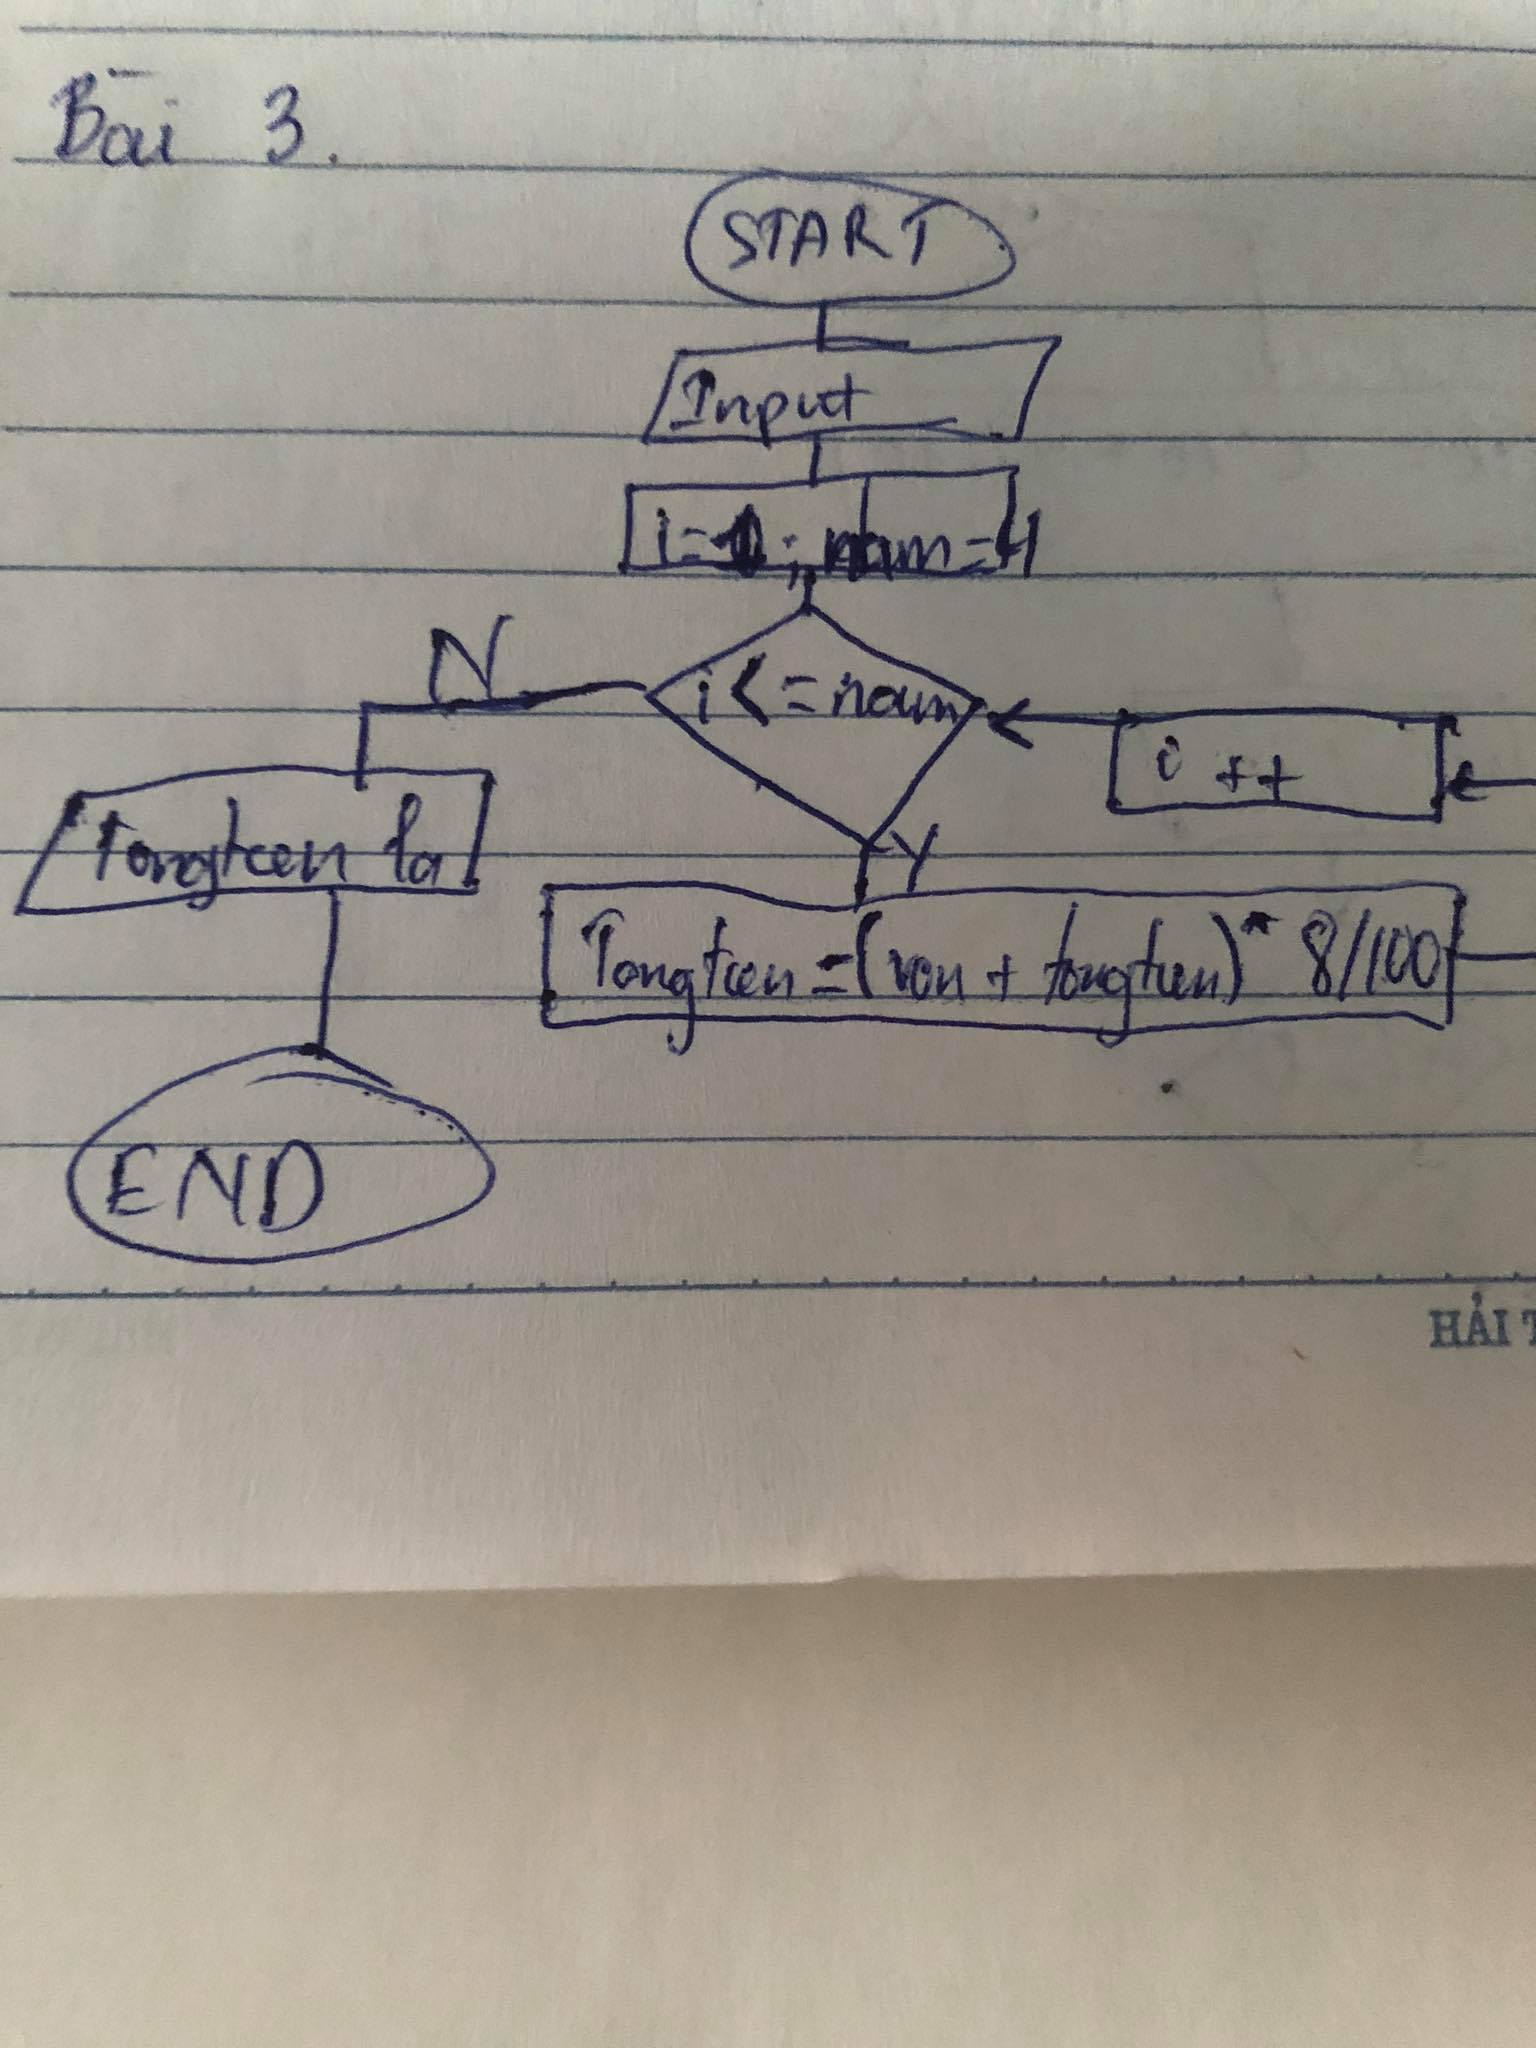 Bài 3.
START
Input
i=1; nam=4
N
i<=nam
i++
Tongtien la
Y
Tongtien=(von + tongtien)* 8/100
END
HẢI T